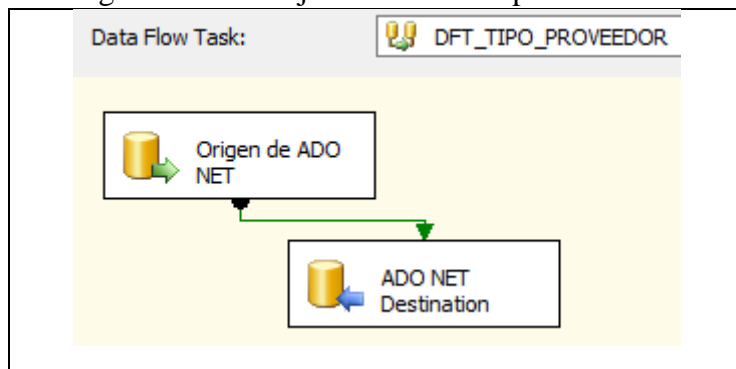 Data Flow Task:
DFT_TIPO_PROVEEDOR
Origen de ADO
NET
ADO NET
Destination